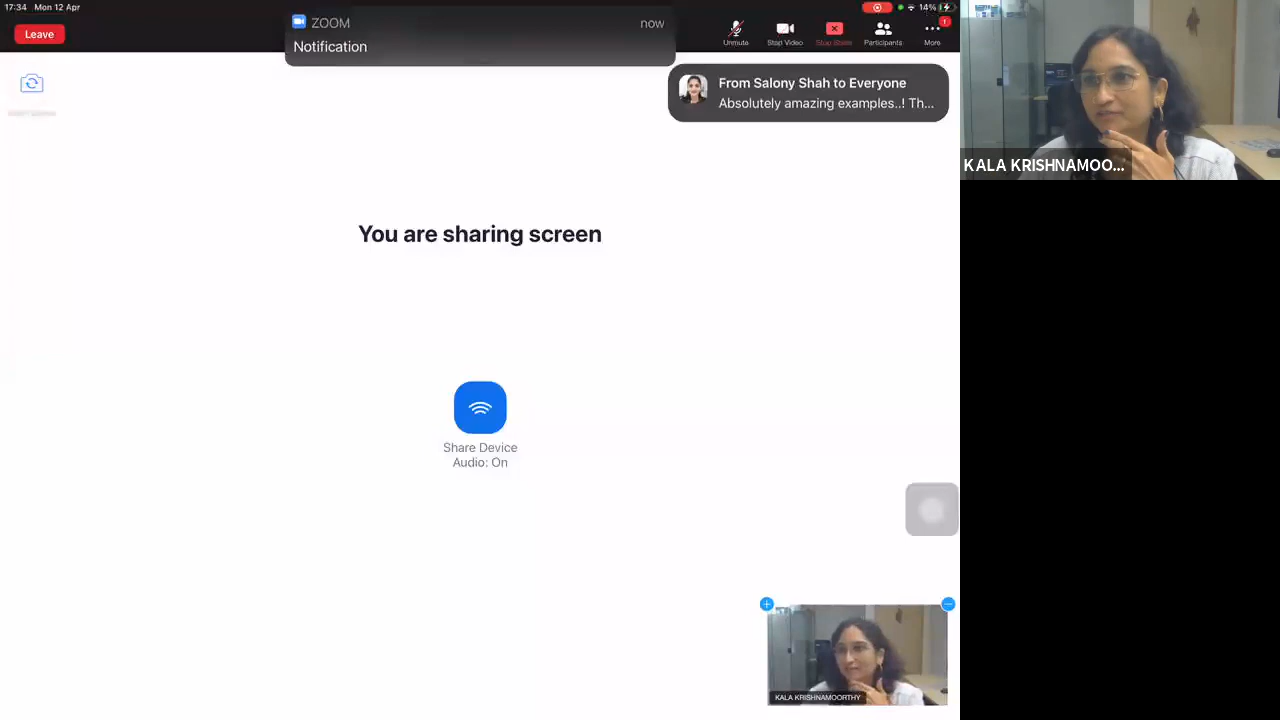 17:34 Mon 12 Apr
14%
Leave
ZOOM
now
Notification
Unmute
Stop Video
Stop Share
Participants
1
More
From Salony Shah to Everyone
Absolutely amazing examples..! Th...
KALA KRISHNAMOO...
You are sharing screen
Share Device
Audio: On
KALA KRISHNAMOORTHY